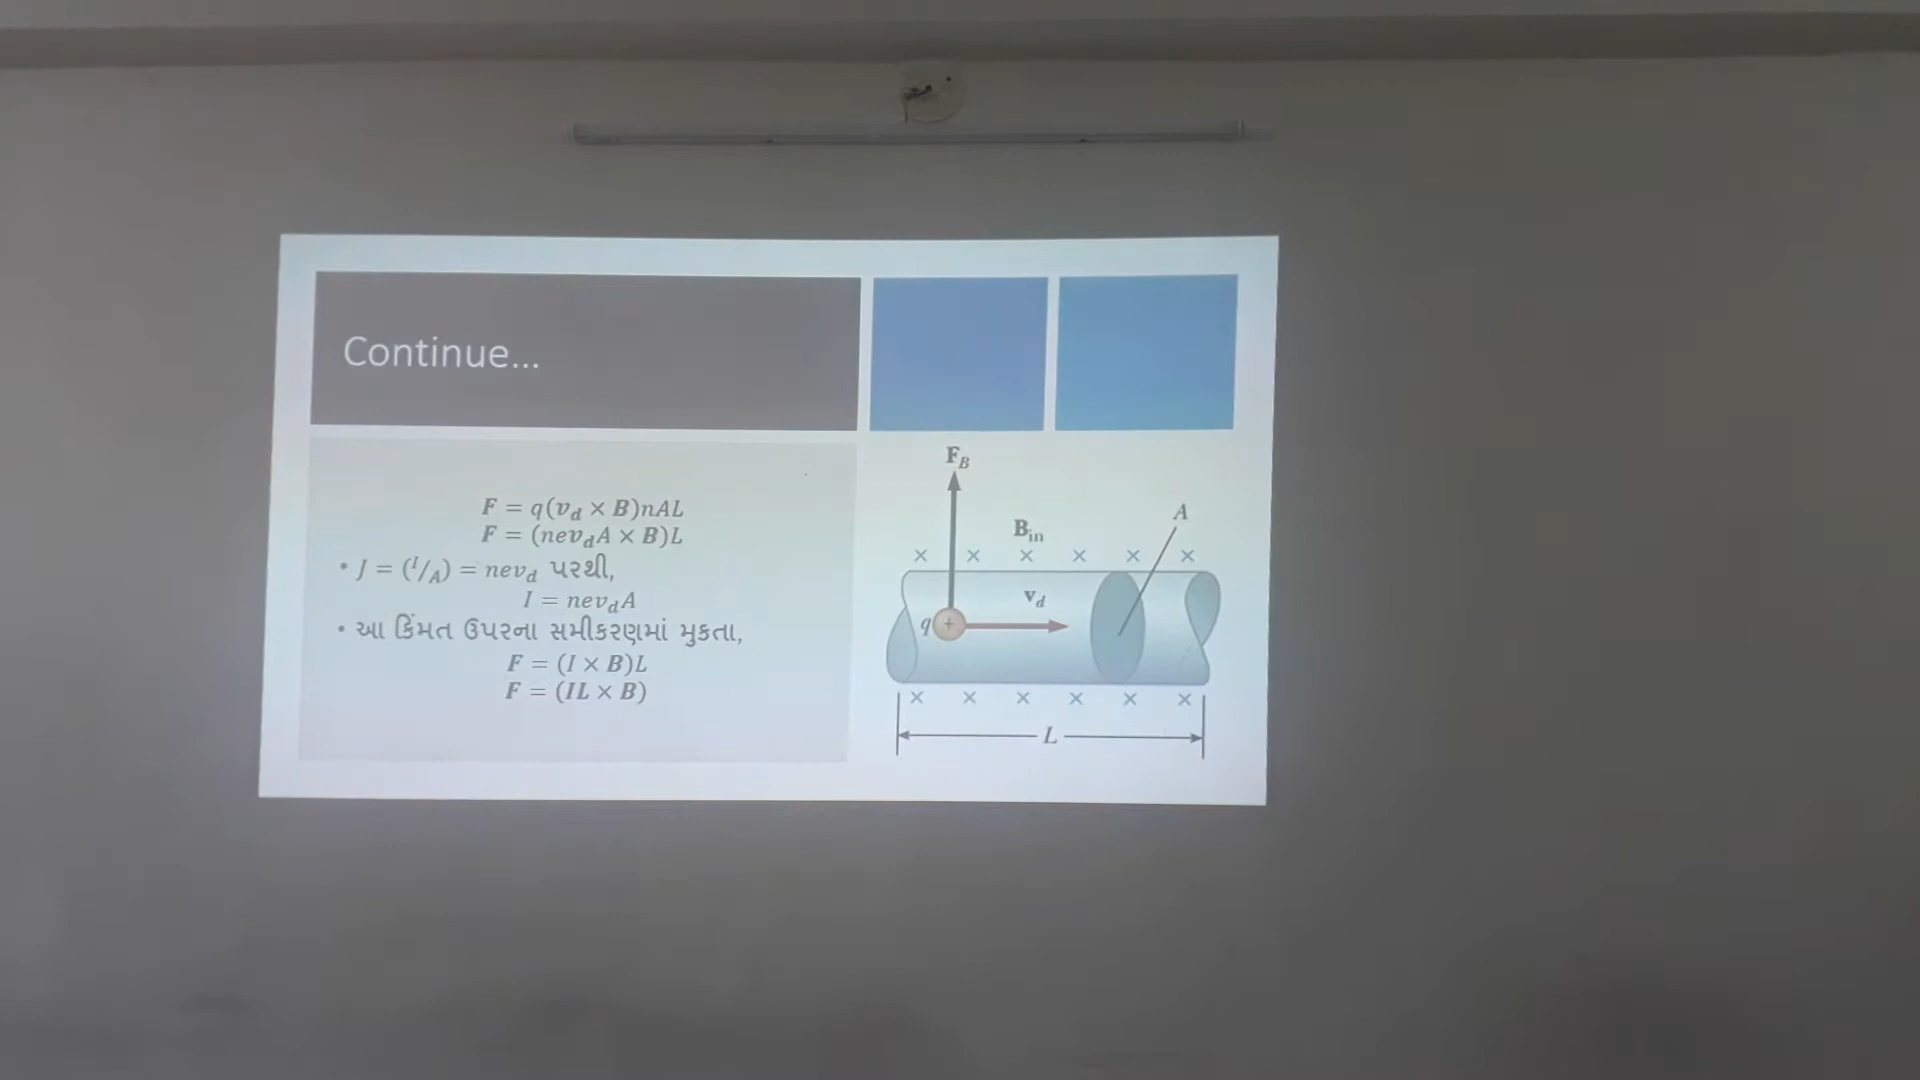 Continue...
F = q(v_d × B)nAL
F = (nev_dA × B)L
• J = (I/A) = nev_d પરથી,
I = nev_dA
• આ કિંમત ઉપરના સમીકરણમાં મુકતા,
F = (I × B)L
F = (IL × B)
F_B
A
B_in
v_d
q +
L